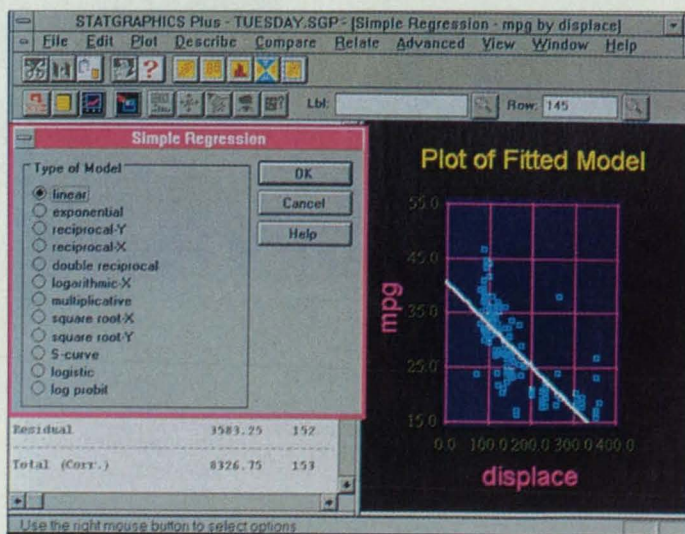 STATGRAPHICS Plus - TUESDAY.SGP - [Simple Regression - mpg by displace]
File Edit Plot Describe Compare Relate Advanced View Window Help
Lbl: Row: 145
Simple Regression
Type of Model
linear
exponential
reciprocal-Y
reciprocal-X
double reciprocal
logarithmic-X
multiplicative
square root-X
square root-Y
S-curve
logistic
log probit
OK
Cancel
Help
Residual 3583.25 152
Total (Corr.) 8326.75 153
Plot of Fitted Model
mpg
55.0
45.0
35.0
25.0
15.0
0.0 100.0 200.0 300.0 400.0
displace
Use the right mouse button to select options